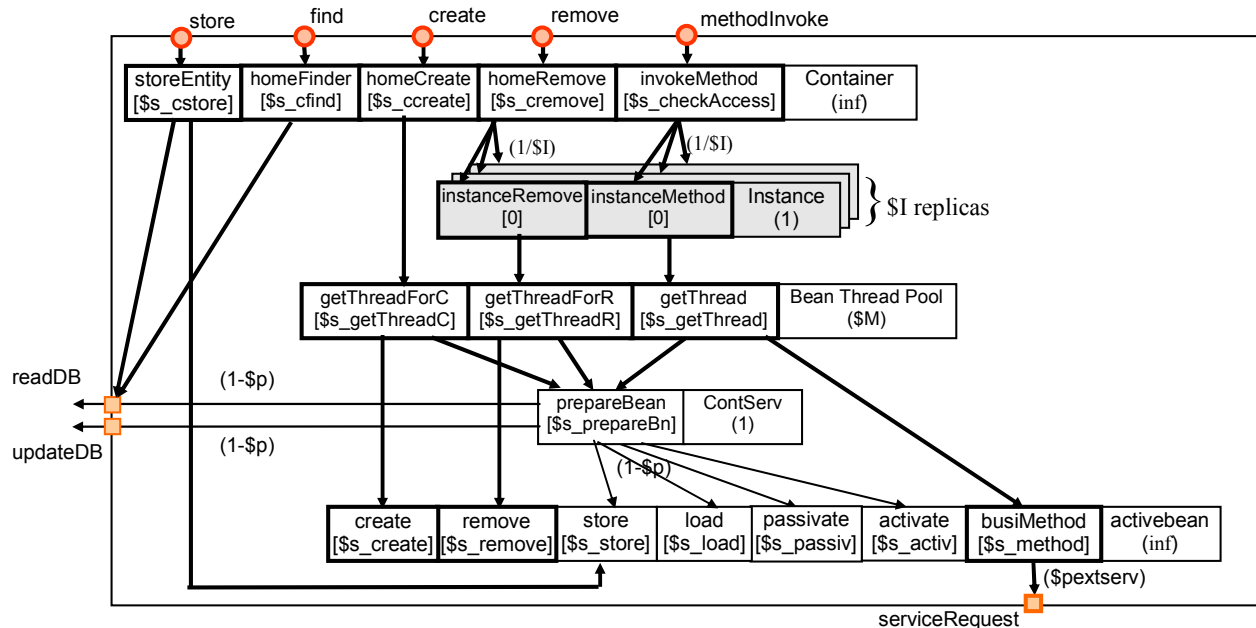 store
find
create
remove
methodInvoke
storeEntity
[$s_cstore]
homeFinder
[$s_cfind]
homeCreate
[$s_ccreate]
homeRemove
[$s_cremove]
invokeMethod
[$s_checkAccess]
Container
(inf)
(1/$I)
(1/$I)
instanceRemove
[0]
instanceMethod
[0]
Instance
(1)
} $I replicas
getThreadForC
[$s_getThreadC]
getThreadForR
[$s_getThreadR]
getThread
[$s_getThread]
Bean Thread Pool
($M)
readDB
(1-$p)
prepareBean
[$s_prepareBn]
ContServ
(1)
updateDB
(1-$p)
(1-$p)
create
[$s_create]
remove
[$s_remove]
store
[$s_store]
load
[$s_load]
passivate
[$s_passiv]
activate
[$s_activ]
busiMethod
[$s_method]
activebean
(inf)
($pextserv)
serviceRequest